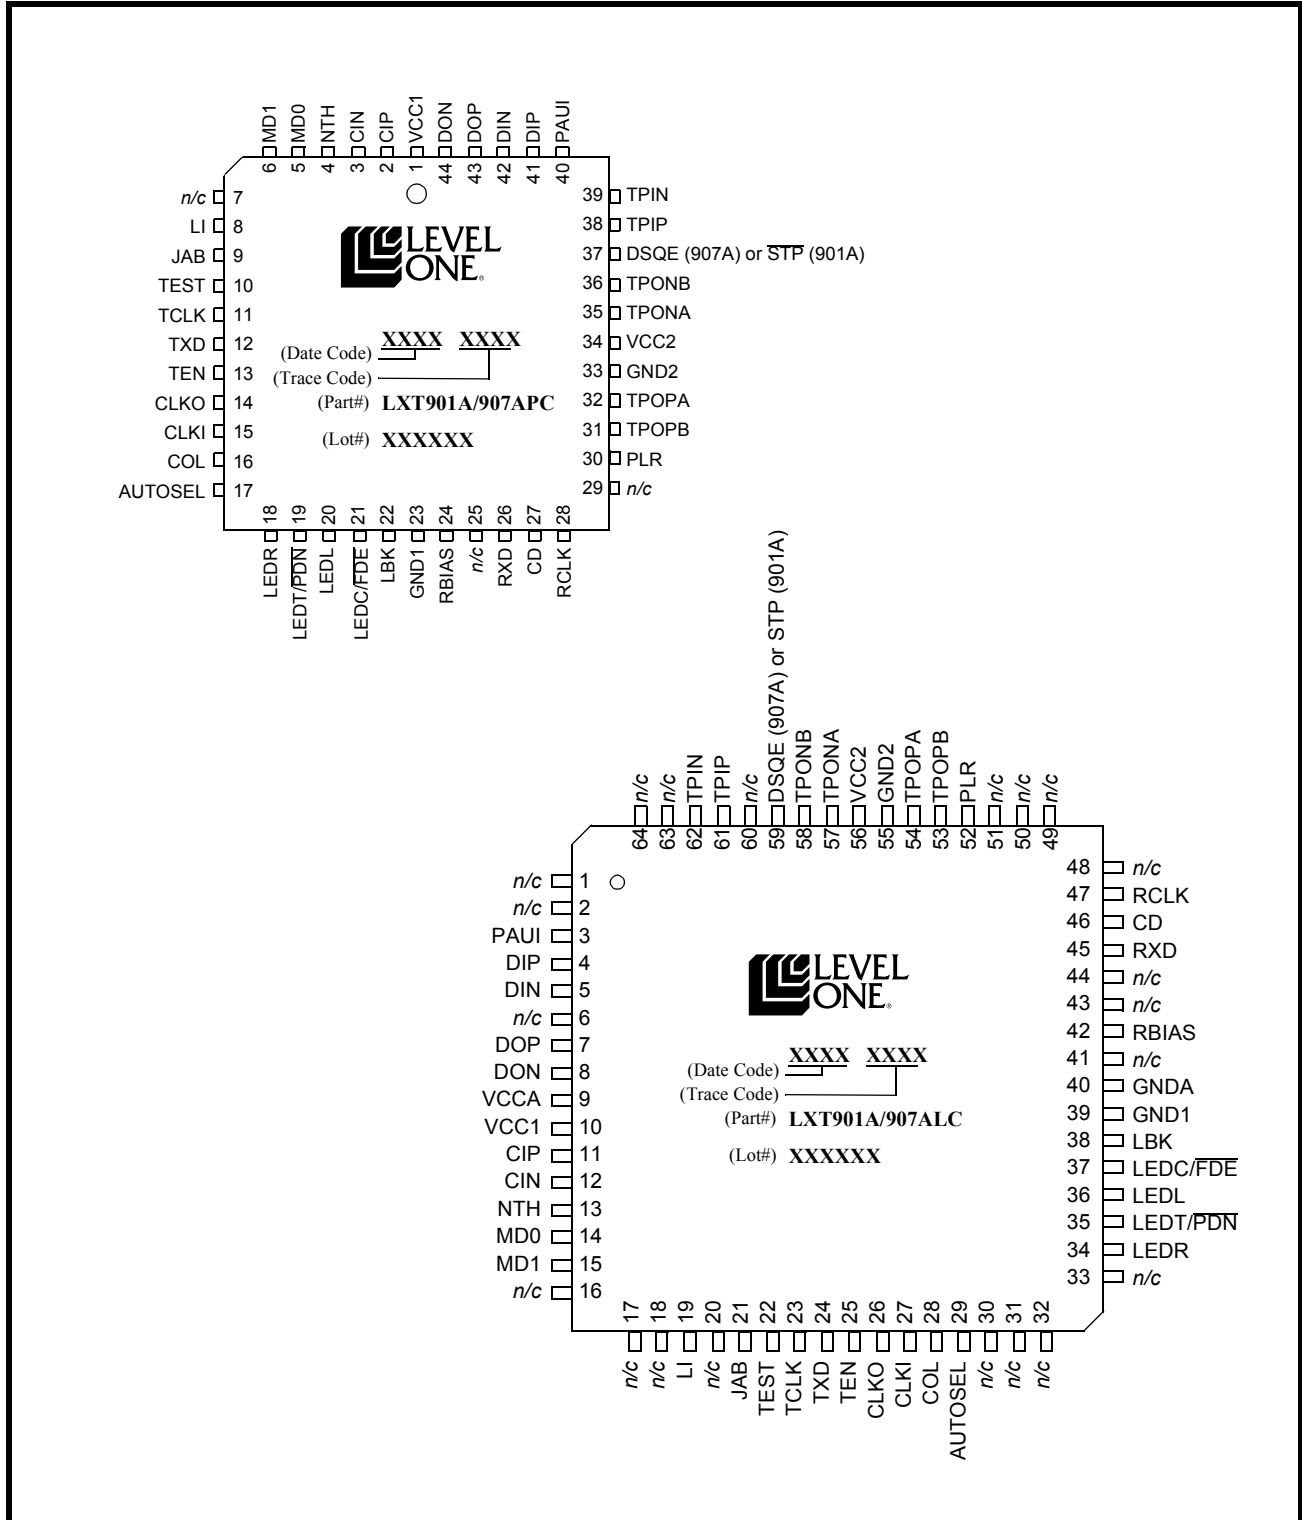 MD1 MD0 NTH CIN CIP VCC1 DON DOP DIN DIP PAUI
6 5 4 3 2 1 44 43 42 41 40
n/c 7
LI 8
JAB 9
TEST 10
TCLK 11
TXD 12
TEN 13
CLKO 14
CLKI 15
COL 16
AUTOSEL 17
LEVEL
ONE®
XXXX XXXX
(Date Code)
(Trace Code)
(Part#) LXT901A/907APC
(Lot#) XXXXXX
39 TPIN
38 TPIP
37 DSQE (907A) or S̅T̅P̅ (901A)
36 TPONB
35 TPONA
34 VCC2
33 GND2
32 TPOPA
31 TPOPB
30 PLR
29 n/c
18 19 20 21 22 23 24 25 26 27 28
LEDR LEDT/P̅D̅N̅ LEDL LEDC/F̅D̅E̅ LBK GND1 RBIAS n/c RXD CD RCLK
n/c n/c TPIN TPIP n/c DSQE (907A) or STP (901A) TPONB TPONA VCC2 GND2 TPOPA TPOPB PLR n/c n/c n/c
64 63 62 61 60 59 58 57 56 55 54 53 52 51 50 49
n/c 1
n/c 2
PAUI 3
DIP 4
DIN 5
n/c 6
DOP 7
DON 8
VCCA 9
VCC1 10
CIP 11
CIN 12
NTH 13
MD0 14
MD1 15
n/c 16
LEVEL
ONE®
XXXX XXXX
(Date Code)
(Trace Code)
(Part#) LXT901A/907ALC
(Lot#) XXXXXX
48 n/c
47 RCLK
46 CD
45 RXD
44 n/c
43 n/c
42 RBIAS
41 n/c
40 GNDA
39 GND1
38 LBK
37 LEDC/F̅D̅E̅
36 LEDL
35 LEDT/P̅D̅N̅
34 LEDR
33 n/c
17 18 19 20 21 22 23 24 25 26 27 28 29 30 31 32
n/c n/c LI n/c JAB TEST TCLK TXD TEN CLKO CLKI COL AUTOSEL n/c n/c n/c